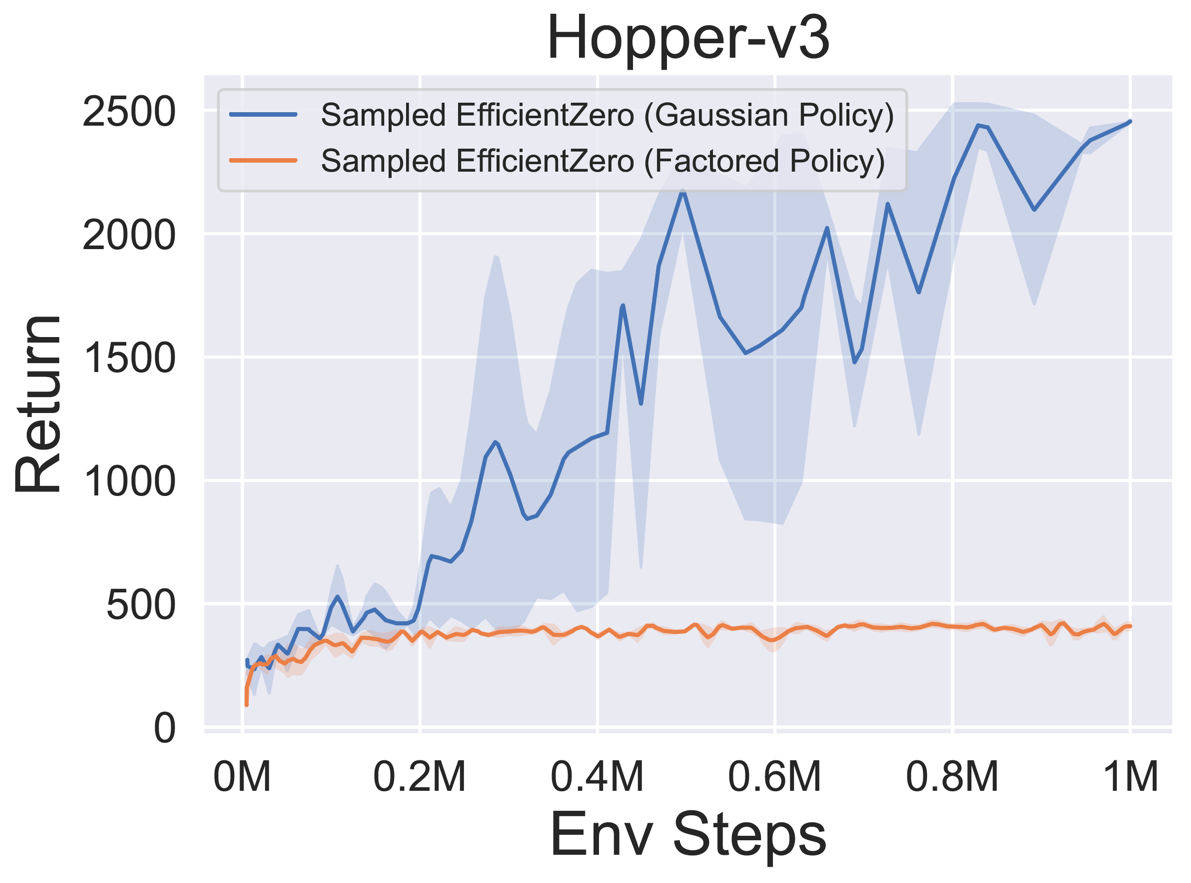 Hopper-v3
Sampled EfficientZero (Gaussian Policy)
Sampled EfficientZero (Factored Policy)
2500
2000
1500
1000
500
0
Return
0M 0.2M 0.4M 0.6M 0.8M 1M
Env Steps